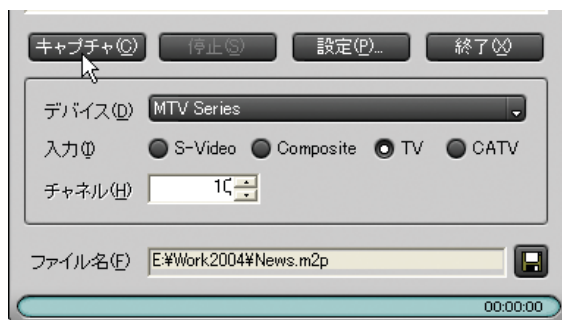 キャプチャ(C) 停止(S) 設定(P)... 終了(X)
デバイス(D) MTV Series
入力(I) S-Video Composite TV CATV
チャネル(H)
ファイル名(F) E:¥Work2004¥News.m2p
00:00:00